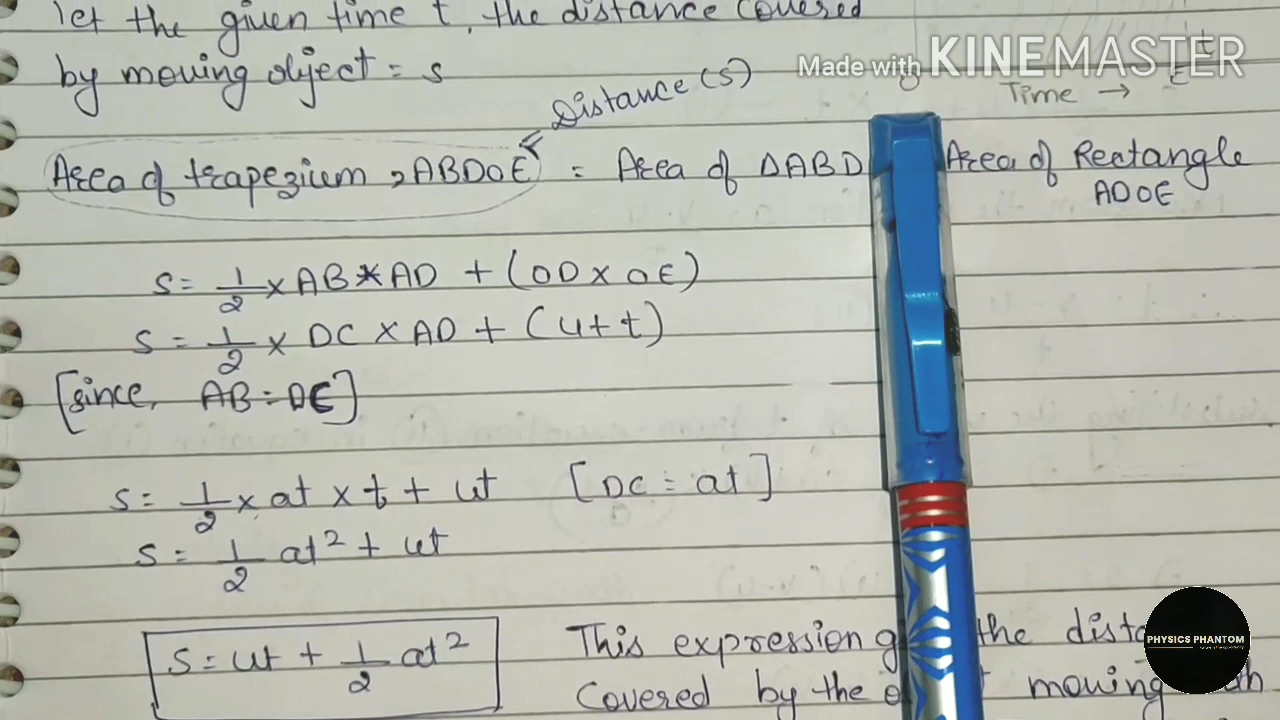 let the given time t, the distance covered
by moving object = s
Made with KINEMASTER
Time →
t
Distance (s)
Area of trapezium, ABDOE = Area of ΔABD Area of Rectangle
ADOE
S = 1/2 × AB × AD + (OD × OE)
S = 1/2 × DC × AD + (u + t)
[since, AB = DC]
S = 1/2 × at × t + ut [DC = at]
S = 1/2 at² + ut
S = ut + 1/2 at²
This expression the
Covered by the moving
PHYSICS PHANTOM